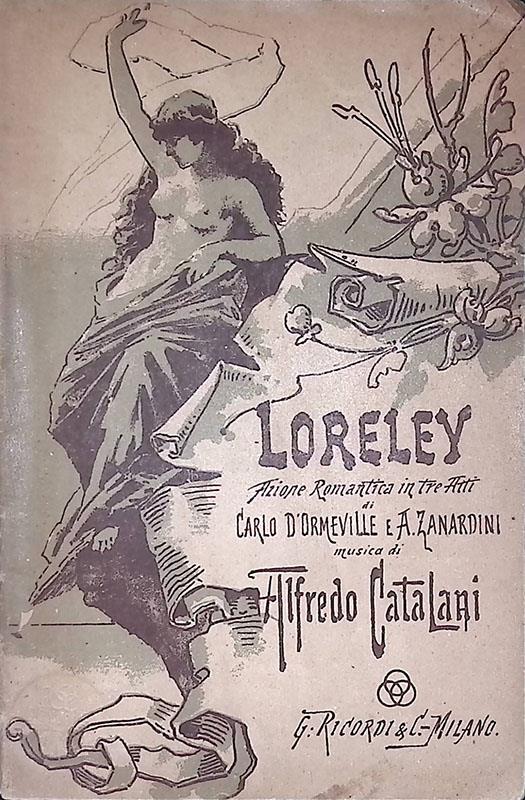 LORELEY
Azione Romantica in tre Atti
di
CARLO D'ORMEVILLE E A. ZANARDINI
musica di
Alfredo Catalani
G. RICORDI & C.- MILANO.